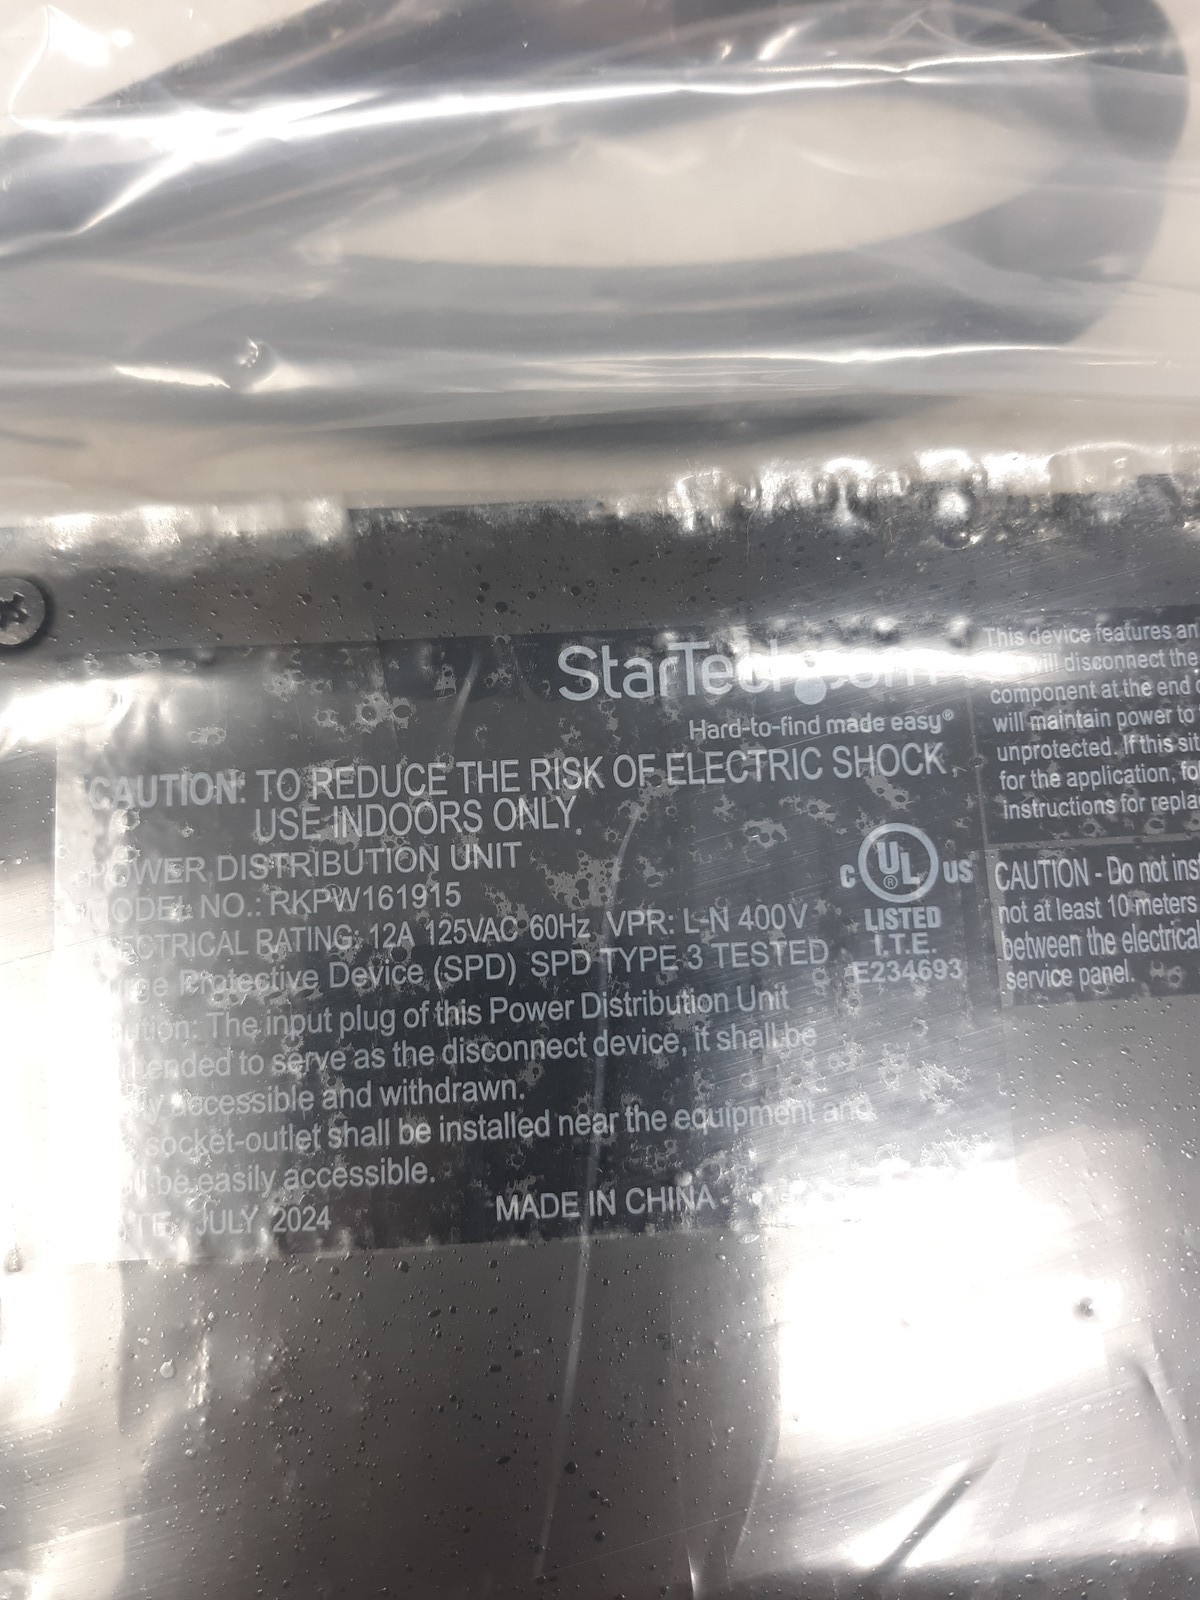 StarTech.com
Hard-to-find made easy®
CAUTION: TO REDUCE THE RISK OF ELECTRIC SHOCK,
USE INDOORS ONLY.
POWER DISTRIBUTION UNIT
MODEL NO.: RKPW161915
ELECTRICAL RATING: 12A 125VAC 60Hz VPR: L-N 400V
Protective Device (SPD) SPD TYPE 3 TESTED
The input plug of this Power Distribution Unit
to serve as the disconnect device, it shall be
accessible and withdrawn.
socket-outlet shall be installed near the equipment and
be easily accessible.
JULY, 2024
MADE IN CHINA
C UL ® US
LISTED
I.T.E.
E234693
This device features an
will disconnect the
component at the end
will maintain power to
unprotected. If this sit
for the application, fo
instructions for repla
CAUTION - Do not inst
not at least 10 meters
between the electrical
service panel.